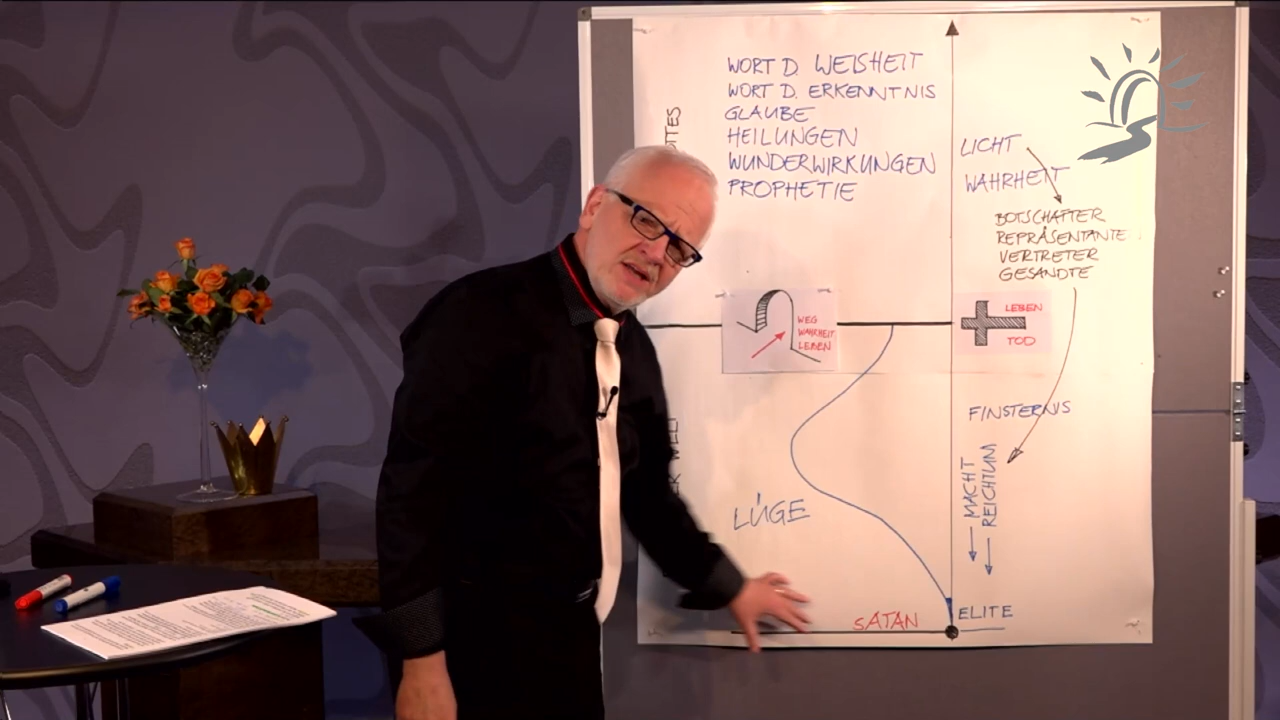 WORT D. WEISHEIT
WORT D. ERKENNTNIS
GLAUBE
HEILUNGEN
WUNDERWIRKUNGEN
PROPHETIE
LICHT
WAHRHEIT
BOTSCHAFTER
REPRÄSENTANTE
VERTRETER
GESANDTE
WEG
WAHRHEIT
LEBEN
LEBEN
TOD
FINSTERNIS
MACHT
REICHTUM
LÜGE
SATAN
ELITE